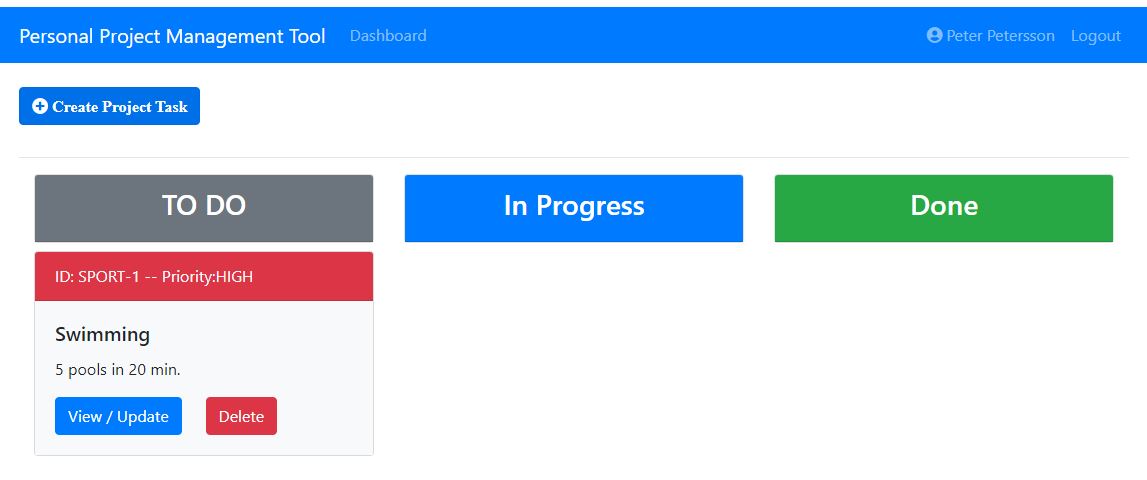 Personal Project Management Tool Dashboard Peter Petersson Logout
Create Project Task
TO DO In Progress Done
ID: SPORT-1 -- Priority:HIGH
Swimming
5 pools in 20 min.
View / Update Delete